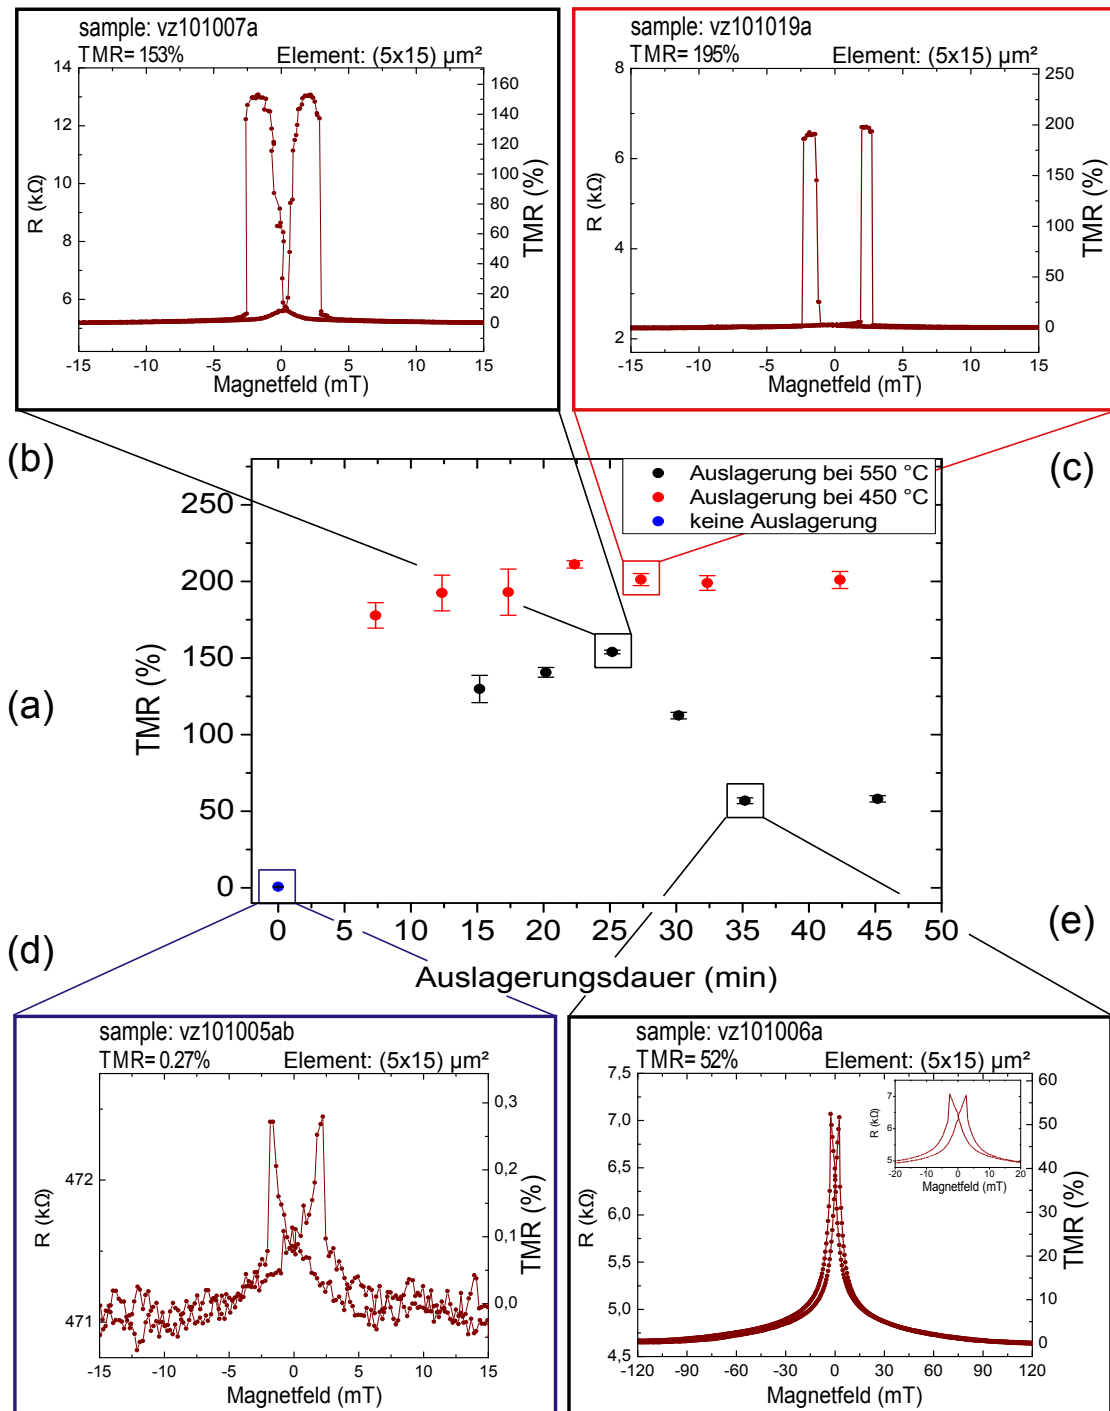 sample: vz101007a
TMR= 153%
Element: (5x15) µm²
14
12
10
8
6
R (kΩ)
160
140
120
100
80
60
40
20
0
TMR (%)
-15
-10
-5
0
5
10
15
Magnetfeld (mT)
sample: vz101019a
TMR= 195%
Element: (5x15) µm²
8
6
4
2
R (kΩ)
250
200
150
100
50
0
TMR (%)
-15
-10
-5
0
5
10
15
Magnetfeld (mT)
(b)
(c)
Auslagerung bei 550 °C
Auslagerung bei 450 °C
keine Auslagerung
(a)
TMR (%)
250
200
150
100
50
0
0
5
10
15
20
25
30
35
40
45
50
Auslagerungsdauer (min)
(d)
(e)
sample: vz101005ab
TMR= 0.27%
Element: (5x15) µm²
472
471
R (kΩ)
0,3
0,2
0,1
0,0
TMR (%)
-15
-10
-5
0
5
10
15
Magnetfeld (mT)
sample: vz101006a
TMR= 52%
Element: (5x15) µm²
7,5
7,0
6,5
6,0
5,5
5,0
4,5
R (kΩ)
60
50
40
30
20
10
0
TMR (%)
-120
-90
-60
-30
0
30
60
90
120
Magnetfeld (mT)
7
6
5
R (kΩ)
-20
-10
0
10
20
Magnetfeld (mT)